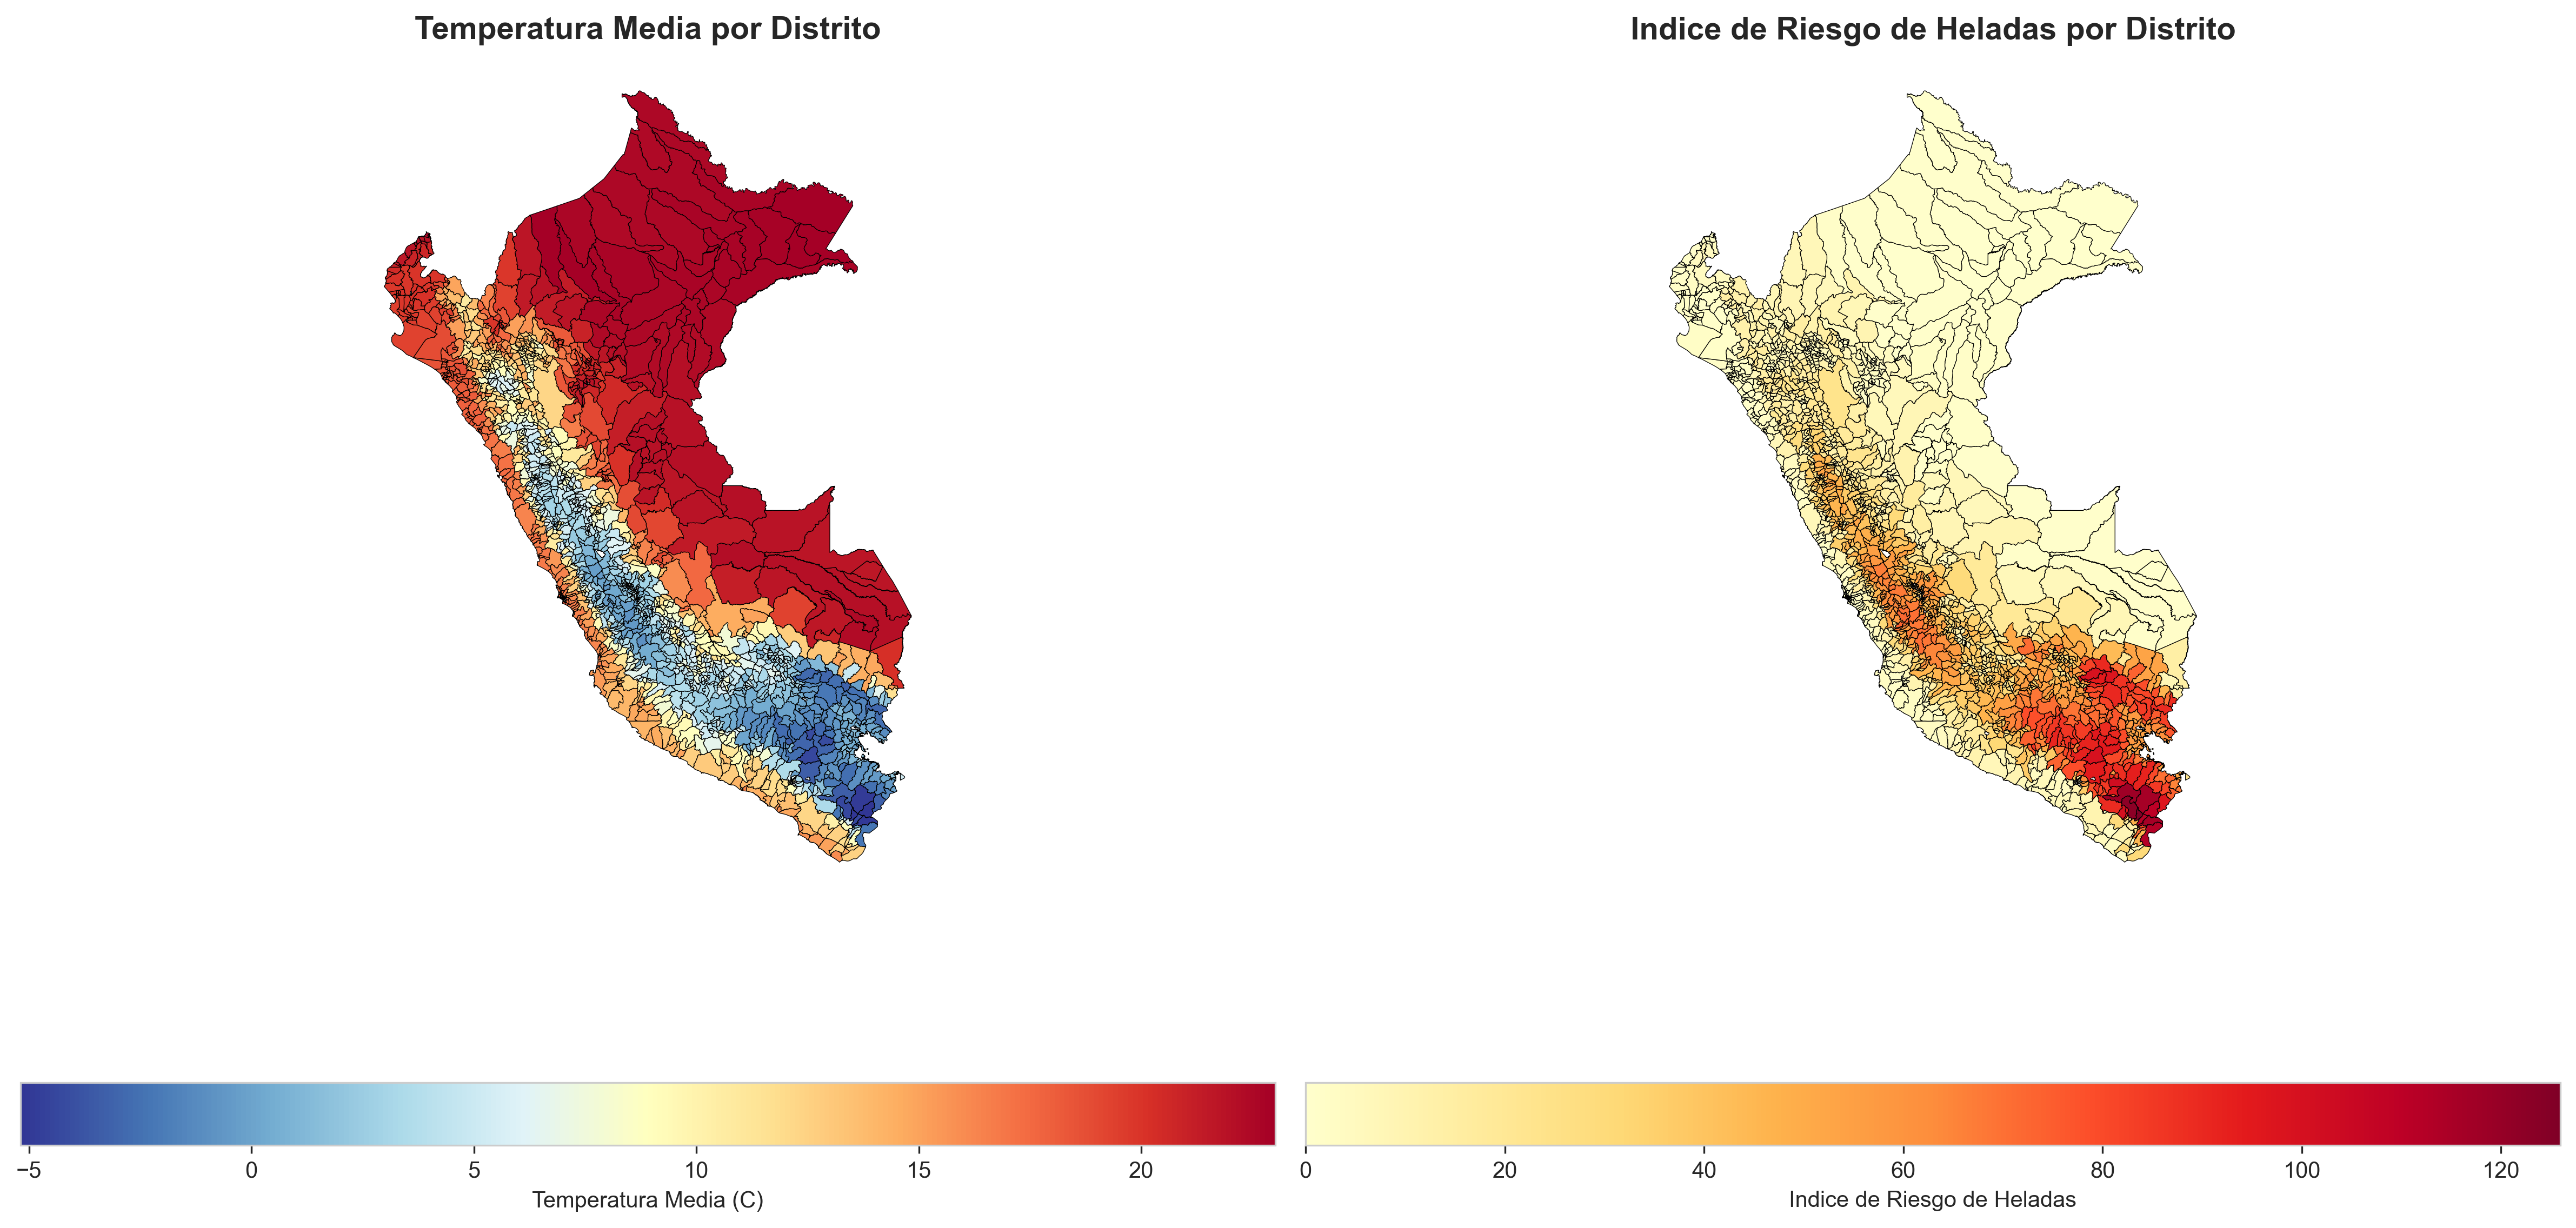 Temperatura Media por Distrito
Indice de Riesgo de Heladas por Distrito
−5 0 5 10 15 20
Temperatura Media (C)
0 20 40 60 80 100 120
Indice de Riesgo de Heladas